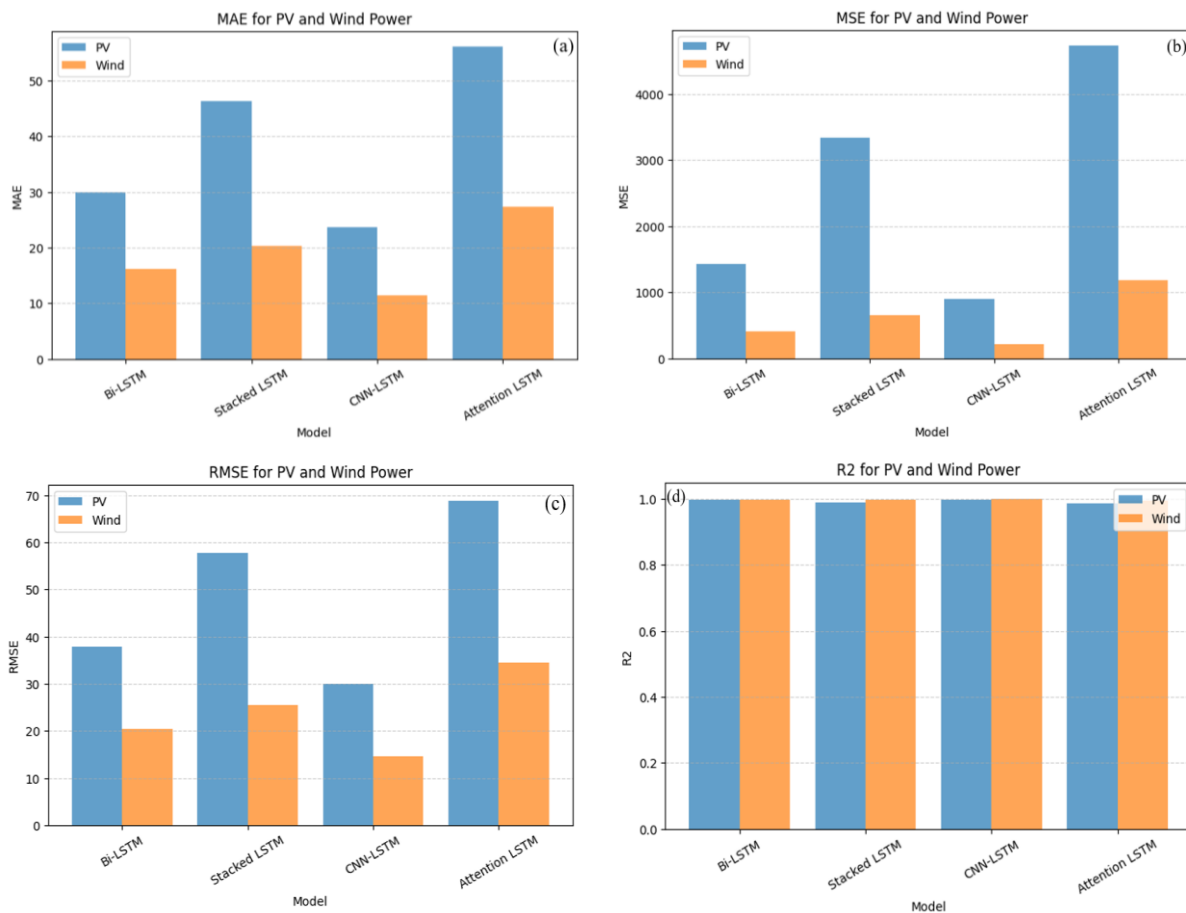 MAE for PV and Wind Power
(a)
PV
Wind
50
40
30
20
10
0
MAE
Bi-LSTM
Stacked LSTM
CNN-LSTM
Attention LSTM
Model
MSE for PV and Wind Power
(b)
PV
Wind
4000
3000
2000
1000
0
MSE
Bi-LSTM
Stacked LSTM
CNN-LSTM
Attention LSTM
Model
RMSE for PV and Wind Power
(c)
PV
Wind
70
60
50
40
30
20
10
0
RMSE
Bi-LSTM
Stacked LSTM
CNN-LSTM
Attention LSTM
Model
R2 for PV and Wind Power
(d)
PV
Wind
1.0
0.8
0.6
0.4
0.2
0.0
R2
Bi-LSTM
Stacked LSTM
CNN-LSTM
Attention LSTM
Model